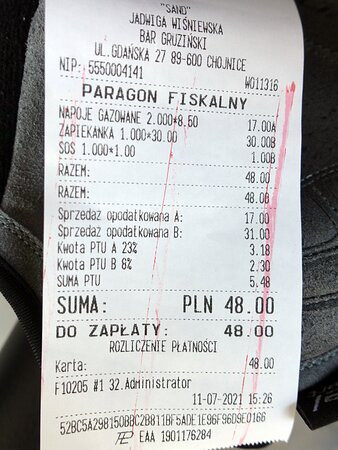 "SAND"
JADWIGA WIŚNIEWSKA
BAR GRUZIŃSKI
UL.GDAŃSKA 27 89-600 CHOJNICE
NIP: 5550004141
W011316
PARAGON FISKALNY
NAPOJE GAZOWANE 2.000*8.50 17.00A
ZAPIEKANKA 1.000*30.00 30.00B
SOS 1.000*1.00 1.00B
RAZEM: 48.00
RAZEM: 48.00
Sprzedaż opodatkowana A: 17.00
Sprzedaż opodatkowana B: 31.00
Kwota PTU A 23% 3.18
Kwota PTU B 8% 2.30
SUMA PTU 5.48
SUMA: PLN 48.00
DO ZAPŁATY: 48.00
ROZLICZENIE PŁATNOŚCI
Karta: 48.00
F10205 #1 32.Administrator
11-07-2021 15:26
EAA 1901176284